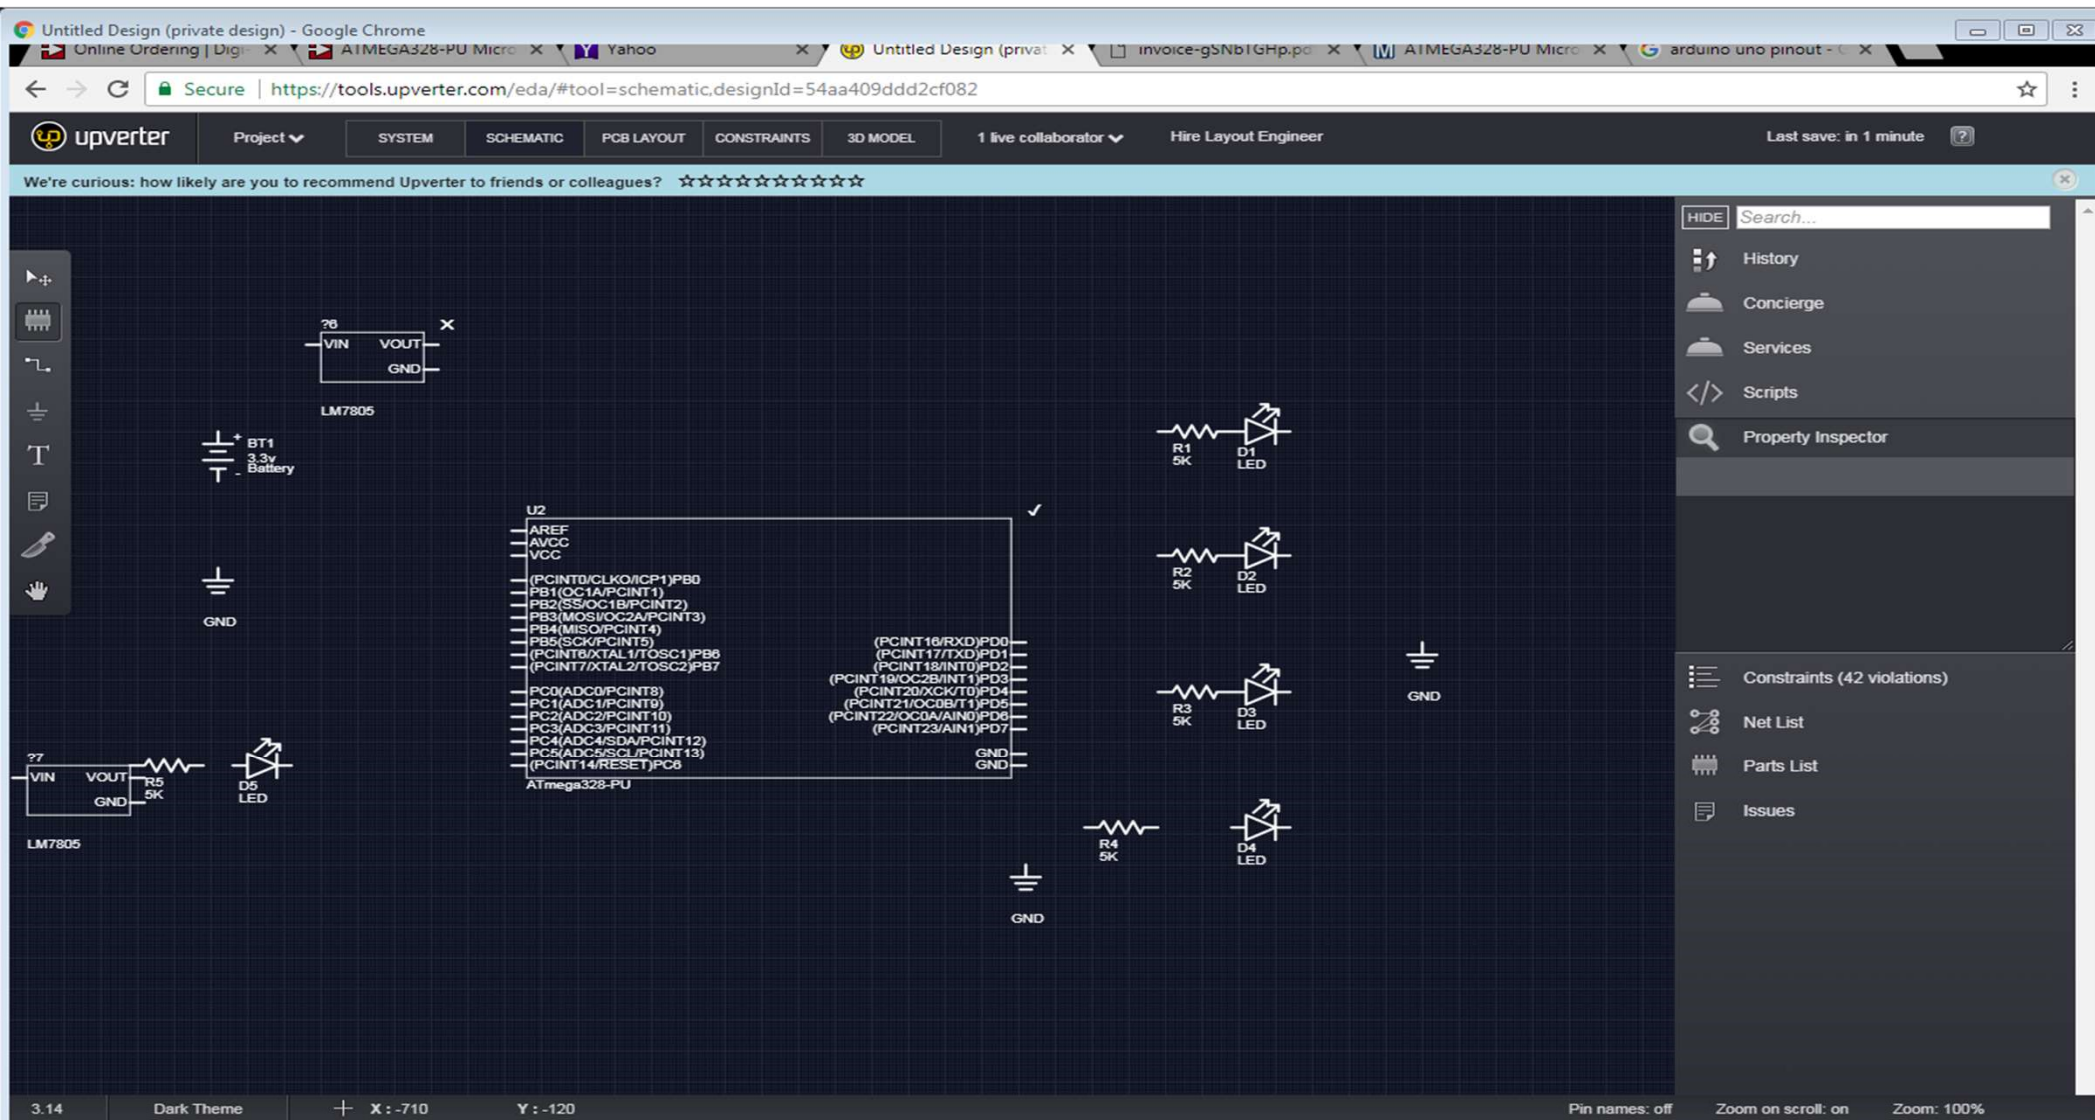 Untitled Design (private design) - Google Chrome
Online Ordering | Digi- ATMEGA328-PU Micro Yahoo Untitled Design (privat invoice-gSNbTGHp.pd ATMEGA328-PU Micro arduino uno pinout -
Secure | https://tools.upverter.com/eda/#tool=schematic,designId=54aa409ddd2cf082
upverter Project SYSTEM SCHEMATIC PCB LAYOUT CONSTRAINTS 3D MODEL 1 live collaborator Hire Layout Engineer Last save: in 1 minute ?
We're curious: how likely are you to recommend Upverter to friends or colleagues?
HIDE Search...
History
Concierge
Services
Scripts
Property Inspector
Constraints (42 violations)
Net List
Parts List
Issues
T
?6
VIN VOUT
GND
LM7805
+ BT1
3.3v
- Battery
GND
U2
AREF
AVCC
VCC
(PCINT0/CLKO/ICP1)PB0
PB1(OC1A/PCINT1)
PB2(SS/OC1B/PCINT2)
PB3(MOSI/OC2A/PCINT3)
PB4(MISO/PCINT4)
PB5(SCK/PCINT5)
(PCINT6/XTAL1/TOSC1)PB6
(PCINT7/XTAL2/TOSC2)PB7
PC0(ADC0/PCINT8)
PC1(ADC1/PCINT9)
PC2(ADC2/PCINT10)
PC3(ADC3/PCINT11)
PC4(ADC4/SDA/PCINT12)
PC5(ADC5/SCL/PCINT13)
(PCINT14/RESET)PC6
(PCINT16/RXD)PD0
(PCINT17/TXD)PD1
(PCINT18/INT0)PD2
(PCINT19/OC2B/INT1)PD3
(PCINT20/XCK/T0)PD4
(PCINT21/OC0B/T1)PD5
(PCINT22/OC0A/AIN0)PD6
(PCINT23/AIN1)PD7
GND
GND
ATmega328-PU
R1
5K
D1
LED
R2
5K
D2
LED
R3
5K
D3
LED
GND
R4
5K
D4
LED
GND
?7
VIN VOUT
GND
LM7805
R5
5K
D5
LED
3.14 Dark Theme X : -710 Y : -120 Pin names: off Zoom on scroll: on Zoom: 100%